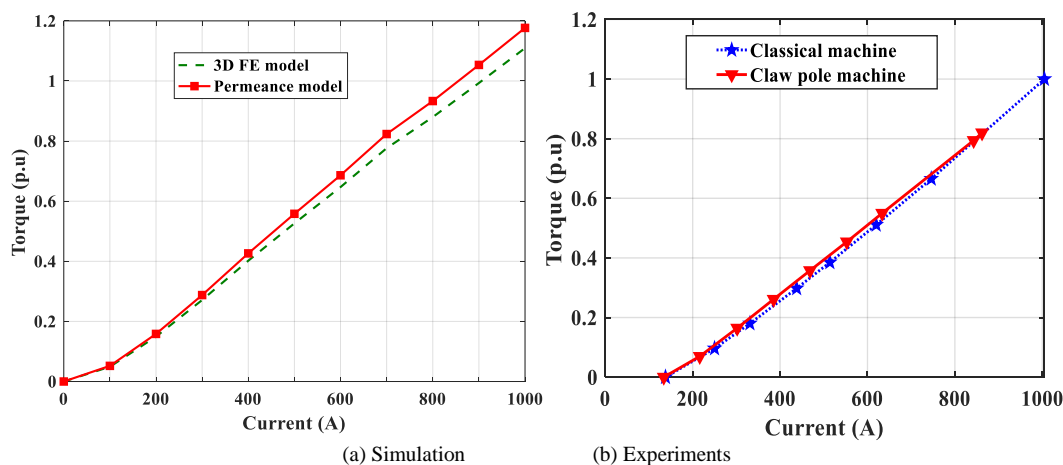 1.2
1
0.8
0.6
0.4
0.2
0
Torque (p.u)
3D FE model
Permeance model
0 200 400 600 800 1000
Current (A)
(a) Simulation
1.2
1
0.8
0.6
0.4
0.2
0
Torque (p.u)
Classical machine
Claw pole machine
0 200 400 600 800 1000
Current (A)
(b) Experiments